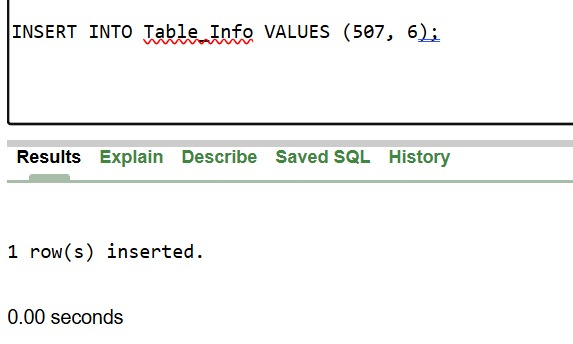 INSERT INTO Table_Info VALUES (507, 6);
Results Explain Describe Saved SQL History
1 row(s) inserted.
0.00 seconds